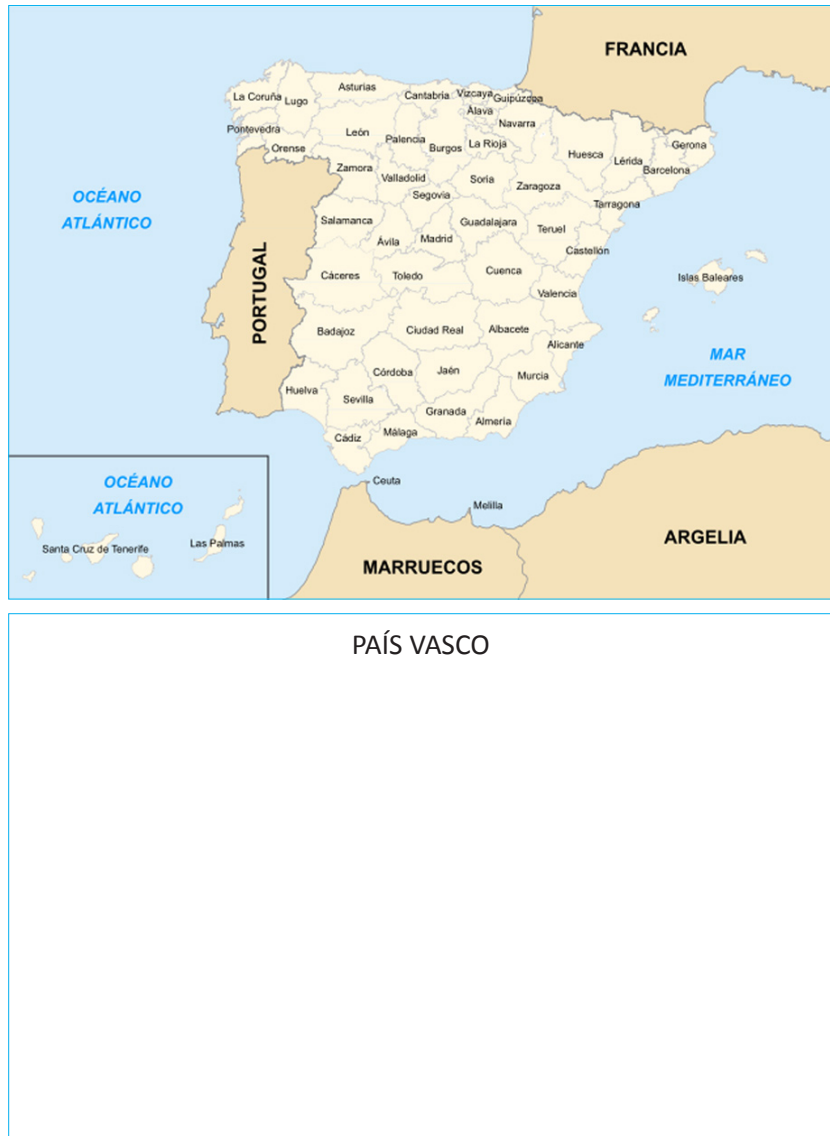 FRANCIA
Asturias
Cantabria
Vizcaya
Guipúzcoa
La Coruña
Lugo
Álava
Navarra
Pontevedra
León
Palencia
Burgos
La Rioja
Orense
Huesca
Lérida
Gerona
Barcelona
Zamora
Valladolid
Soria
Zaragoza
Segovia
Tarragona
OCÉANO
ATLÁNTICO
Salamanca
Ávila
Madrid
Guadalajara
Teruel
Castellón
PORTUGAL
Cáceres
Toledo
Cuenca
Islas Baleares
Valencia
Badajoz
Ciudad Real
Albacete
Alicante
MAR
MEDITERRÁNEO
Córdoba
Jaén
Murcia
Huelva
Sevilla
Granada
Almería
Cádiz
Málaga
Ceuta
Melilla
OCÉANO
ATLÁNTICO
Santa Cruz de Tenerife
Las Palmas
MARRUECOS
ARGELIA
PAÍS VASCO